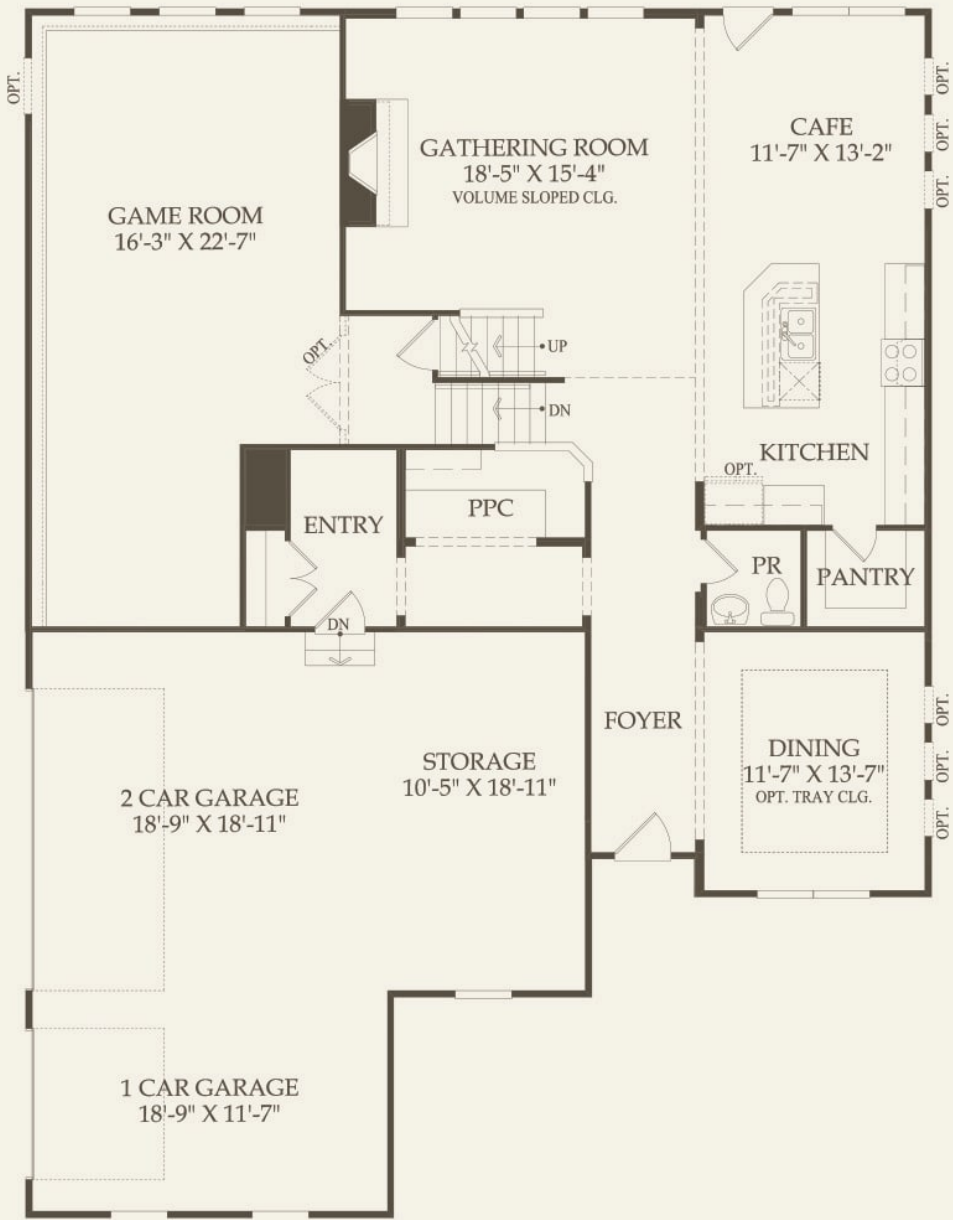 OPT.
GAME ROOM
16'-3" X 22'-7"
GATHERING ROOM
18'-5" X 15'-4"
VOLUME SLOPED CLG.
CAFE
11'-7" X 13'-2"
OPT.
OPT.
OPT.
OPT.
UP
DN
KITCHEN
OPT.
ENTRY
PPC
PR
PANTRY
DN
FOYER
DINING
11'-7" X 13'-7"
OPT. TRAY CLG.
OPT.
OPT.
OPT.
STORAGE
10'-5" X 18'-11"
2 CAR GARAGE
18'-9" X 18'-11"
1 CAR GARAGE
18'-9" X 11'-7"